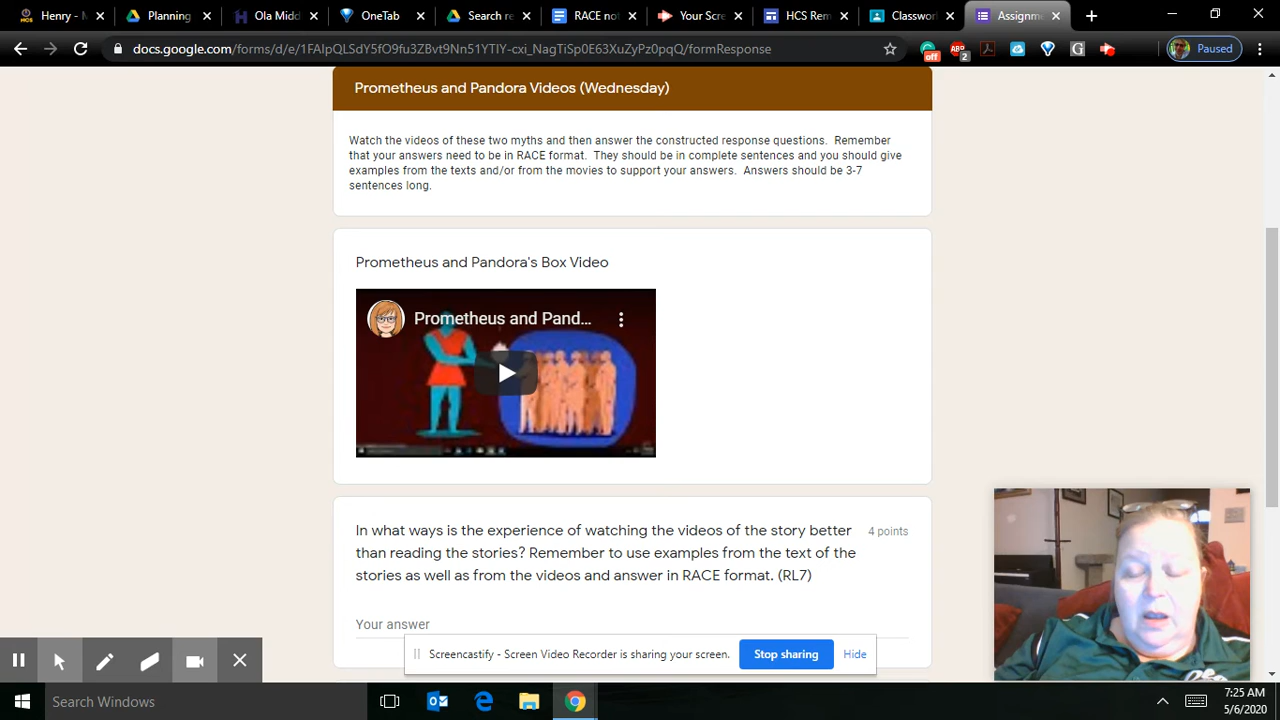 Henry - M
Planning
Ola Midd
OneTab
Search re
RACE not
Your Scre
HCS Rem
Classwor
Assignme
docs.google.com/forms/d/e/1FAIpQLSdY5fO9fu3ZBvt9Nn51YTIY-cxi_NagTiSp0E63XuZyPz0pqQ/formResponse
off
ABP
2
G
Paused
Prometheus and Pandora Videos (Wednesday)
Watch the videos of these two myths and then answer the constructed response questions. Remember
that your answers need to be in RACE format. They should be in complete sentences and you should give
examples from the texts and/or from the movies to support your answers. Answers should be 3-7
sentences long.
Prometheus and Pandora's Box Video
Prometheus and Pand...
In what ways is the experience of watching the videos of the story better
than reading the stories? Remember to use examples from the text of the
stories as well as from the videos and answer in RACE format. (RL7)
4 points
Your answer
Screencastify - Screen Video Recorder is sharing your screen.
Stop sharing
Hide
Search Windows
7:25 AM
5/6/2020